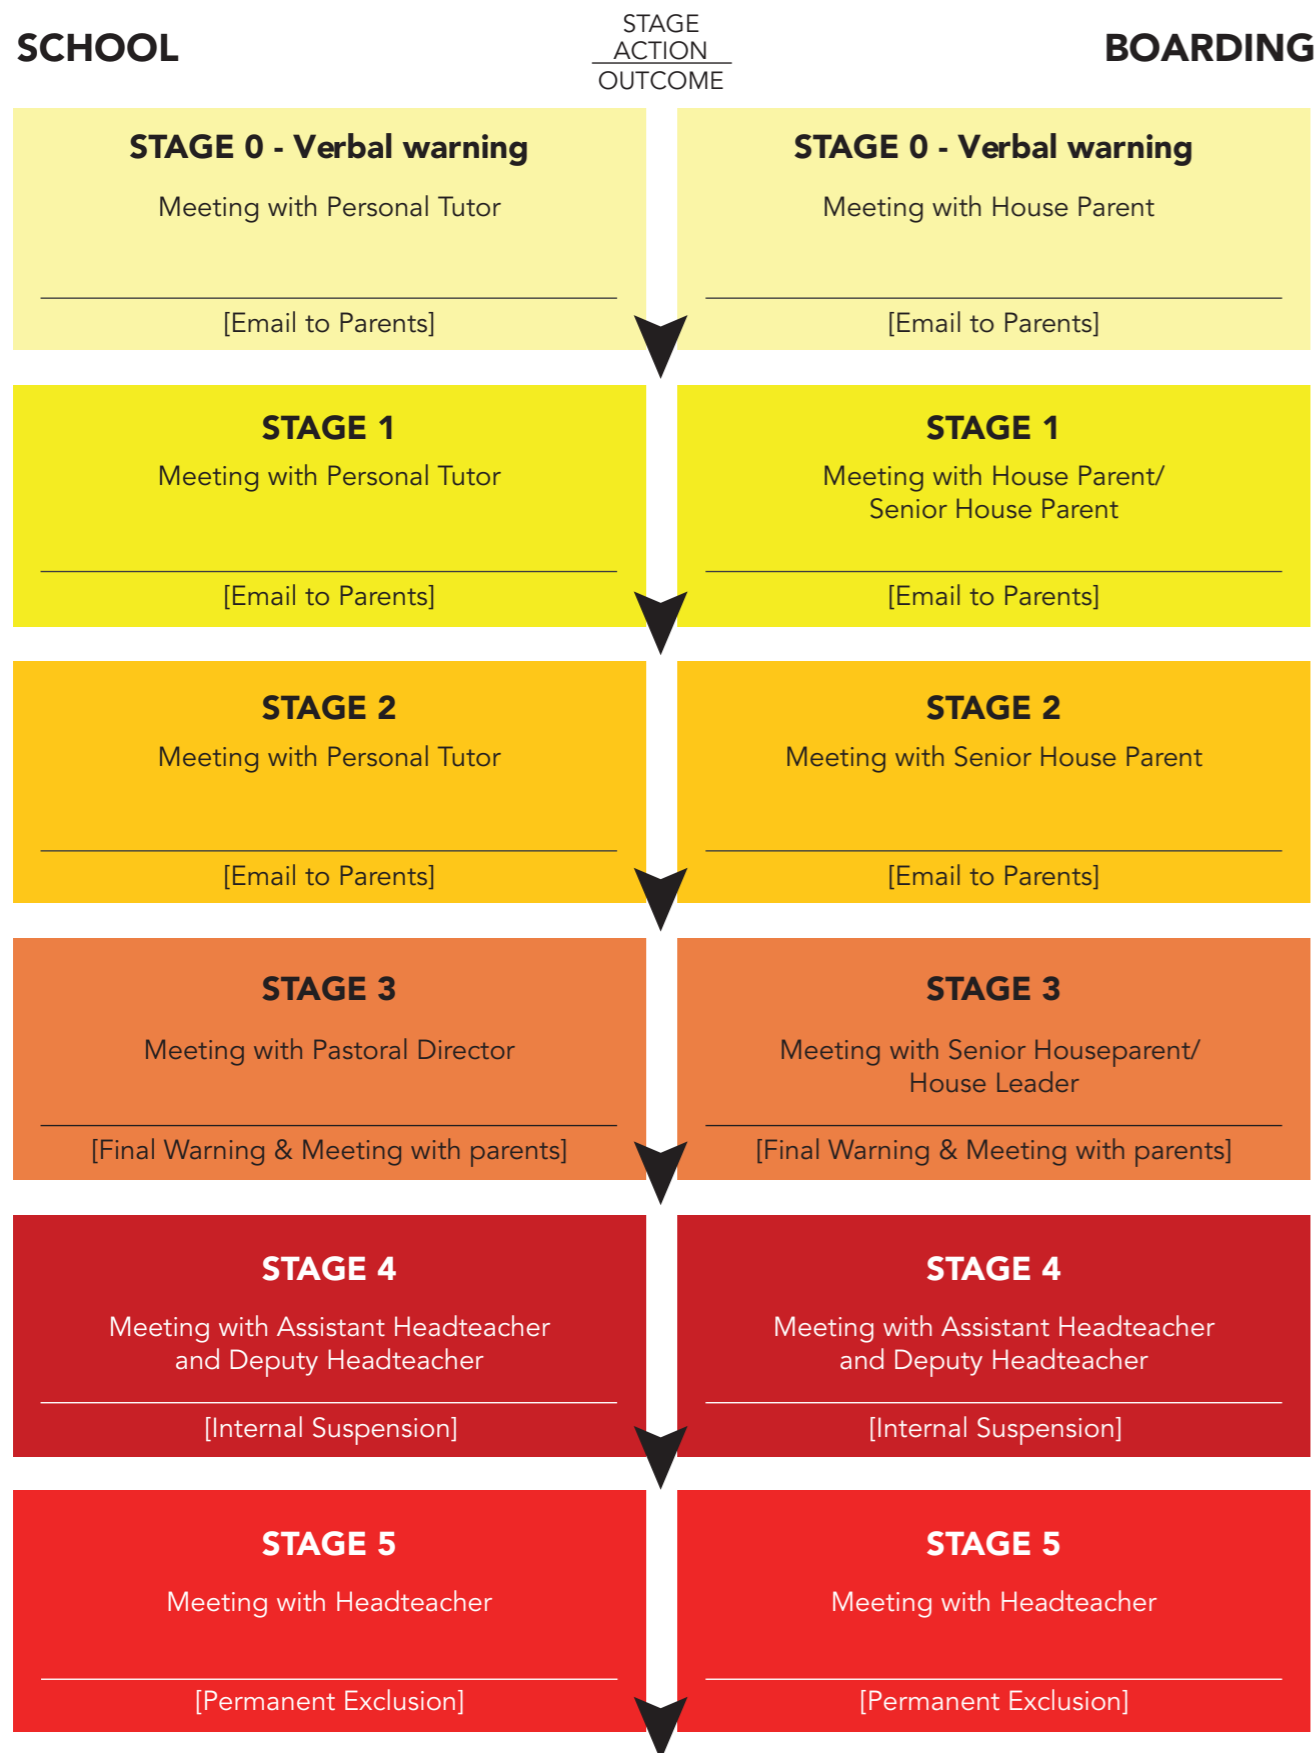 SCHOOL
STAGE
ACTION
OUTCOME
BOARDING
STAGE 0 - Verbal warning
Meeting with Personal Tutor
[Email to Parents]
STAGE 0 - Verbal warning
Meeting with House Parent
[Email to Parents]
STAGE 1
Meeting with Personal Tutor
[Email to Parents]
STAGE 1
Meeting with House Parent/
Senior House Parent
[Email to Parents]
STAGE 2
Meeting with Personal Tutor
[Email to Parents]
STAGE 2
Meeting with Senior House Parent
[Email to Parents]
STAGE 3
Meeting with Pastoral Director
[Final Warning & Meeting with parents]
STAGE 3
Meeting with Senior Houseparent/
House Leader
[Final Warning & Meeting with parents]
STAGE 4
Meeting with Assistant Headteacher
and Deputy Headteacher
[Internal Suspension]
STAGE 4
Meeting with Assistant Headteacher
and Deputy Headteacher
[Internal Suspension]
STAGE 5
Meeting with Headteacher
[Permanent Exclusion]
STAGE 5
Meeting with Headteacher
[Permanent Exclusion]